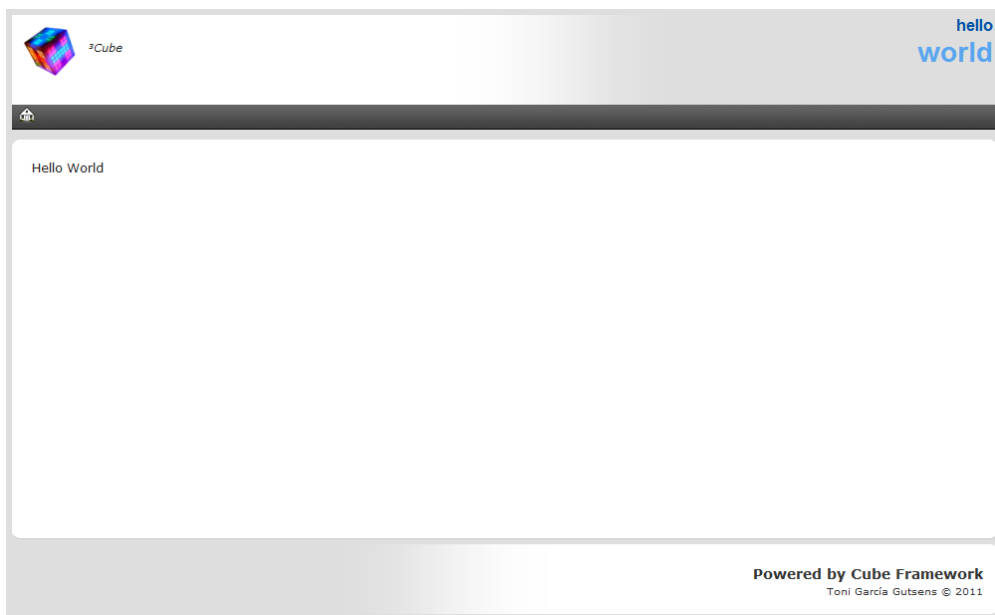 ³Cube
hello
world
Hello World
Powered by Cube Framework
Toni García Gutsens © 2011